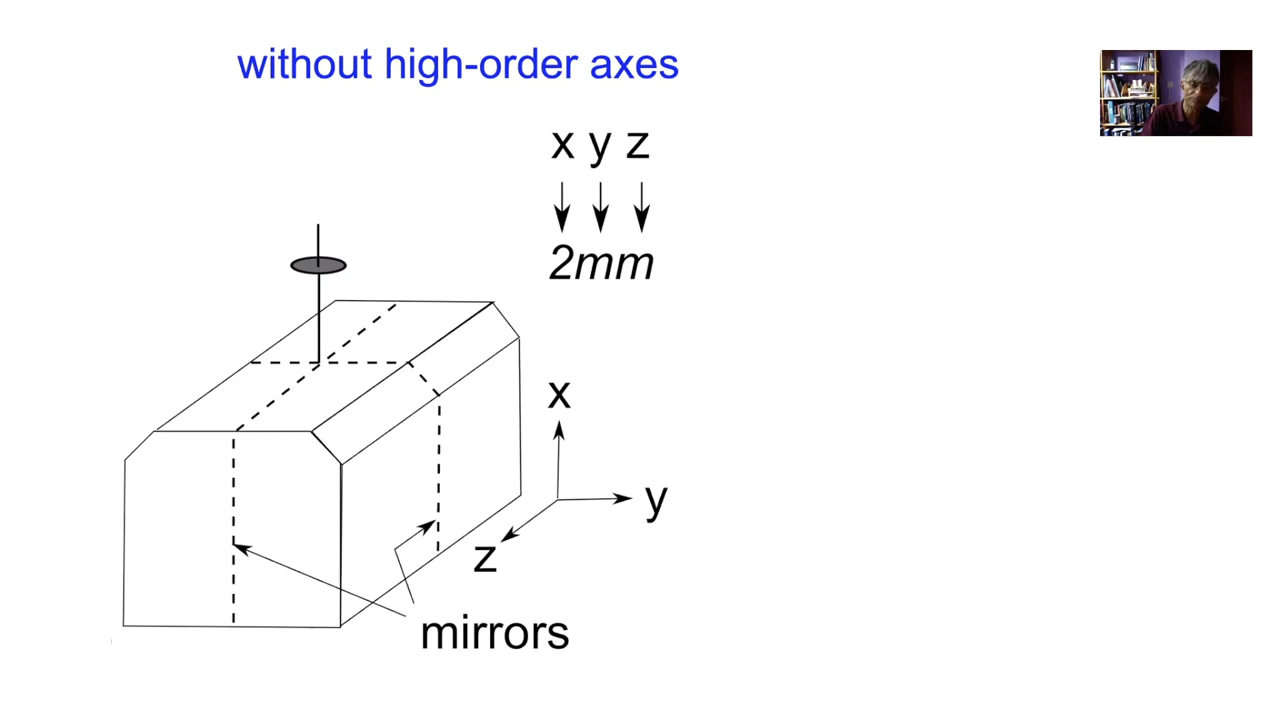 without high-order axes
x y z
2mm
x
y
z
mirrors